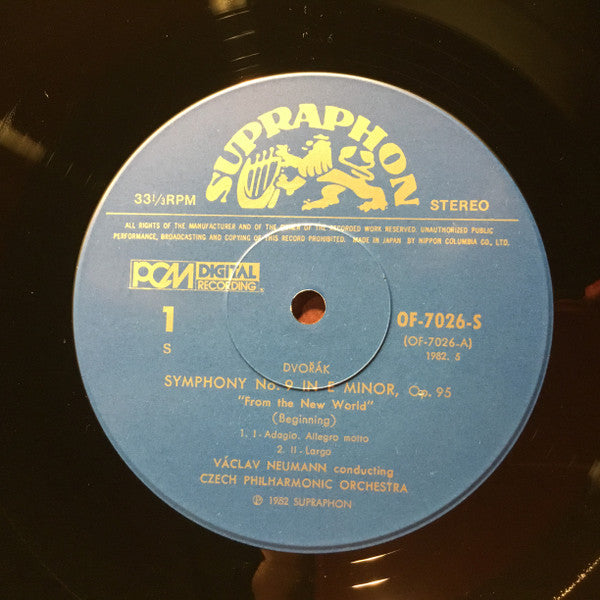 SUPRAPHON
33⅓RPM
STEREO
ALL RIGHTS OF THE MANUFACTURER AND OF THE OWNER OF THE RECORDED WORK RESERVED. UNAUTHORIZED PUBLIC
PERFORMANCE, BROADCASTING AND COPYING OF THIS RECORD PROHIBITED. MADE IN JAPAN BY NIPPON COLUMBIA CO., LTD.
PCM DIGITAL
RECORDING
1
S
OF-7026-S
(OF-7026-A)
1982. 5
DVOŘÁK
SYMPHONY No. 9 IN E MINOR, Op. 95
"From the New World"
(Beginning)
1. I - Adagio. Allegro molto
2. II - Largo
VÁCLAV NEUMANN conducting
CZECH PHILHARMONIC ORCHESTRA
Ⓟ 1982 SUPRAPHON